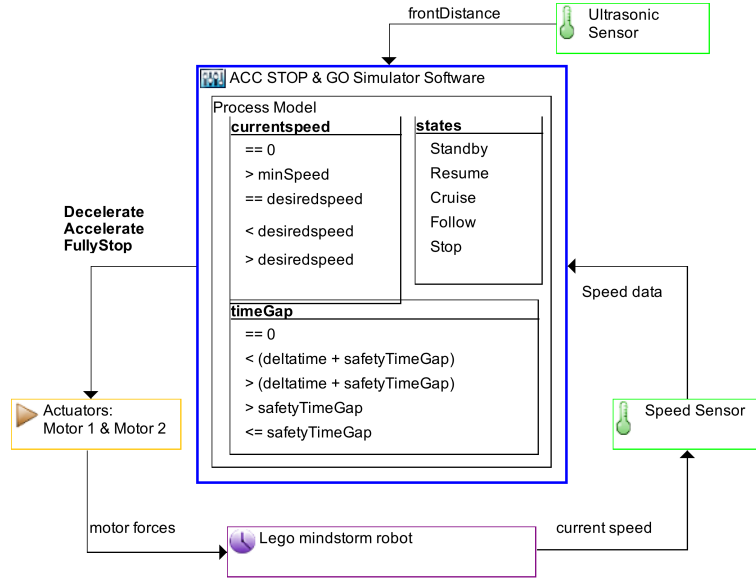 frontDistance
Ultrasonic
Sensor
ACC STOP & GO Simulator Software
Process Model
currentspeed
== 0
> minSpeed
== desiredspeed
< desiredspeed
> desiredspeed
states
Standby
Resume
Cruise
Follow
Stop
timeGap
== 0
< (deltatime + safetyTimeGap)
> (deltatime + safetyTimeGap)
> safetyTimeGap
<= safetyTimeGap
Decelerate
Accelerate
FullyStop
Speed data
Actuators:
Motor 1 & Motor 2
Speed Sensor
motor forces
Lego mindstorm robot
current speed